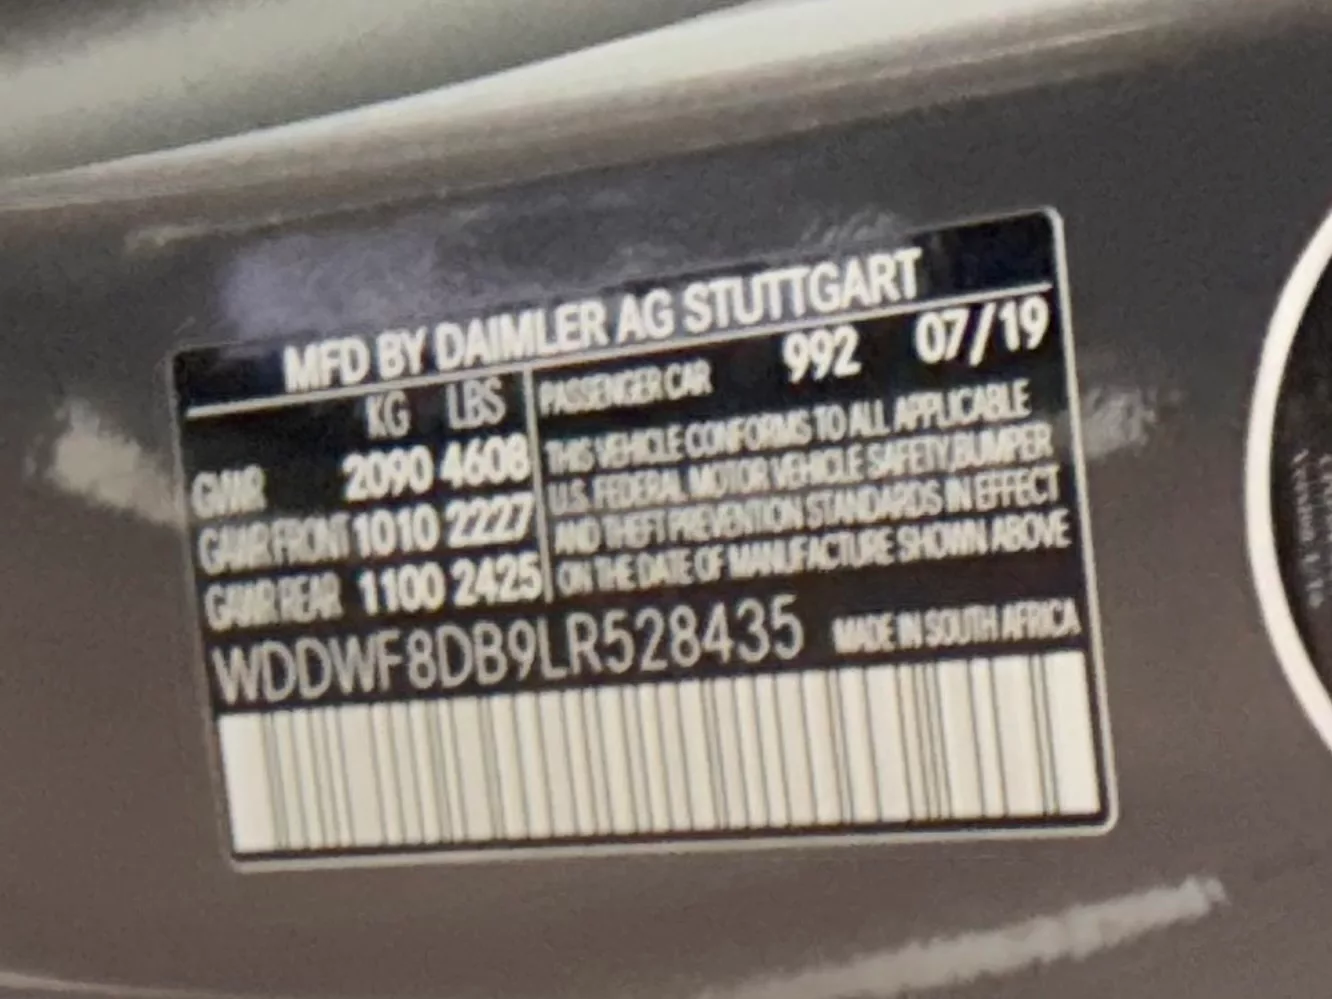 MFD BY DAIMLER AG STUTTGART
KG LBS
GVWR 2090 4608
GAWR FRONT 1010 2227
GAWR REAR 1100 2425
PASSENGER CAR 992 07/19
THIS VEHICLE CONFORMS TO ALL APPLICABLE
U.S. FEDERAL MOTOR VEHICLE SAFETY,BUMPER
AND THEFT PREVENTION STANDARDS IN EFFECT
ON THE DATE OF MANUFACTURE SHOWN ABOVE
WDDWF8DB9LR528435 MADE IN SOUTH AFRICA